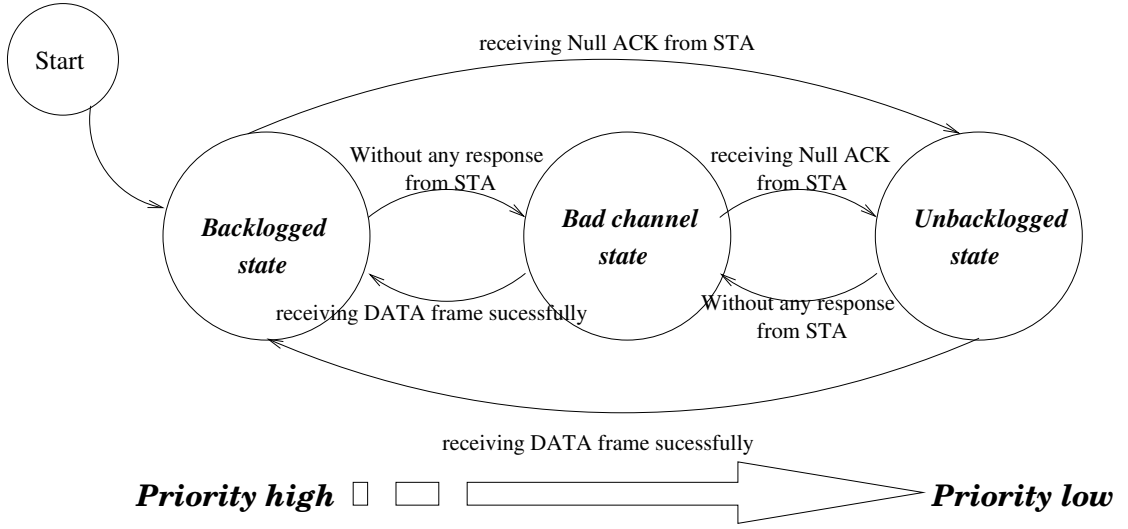 receiving Null ACK from STA
Start
Without any response
from STA
receiving Null ACK
from STA
Backlogged
state
Bad channel
state
Unbacklogged
state
receiving DATA frame sucessfully
Without any response
from STA
receiving DATA frame sucessfully
Priority high
Priority low